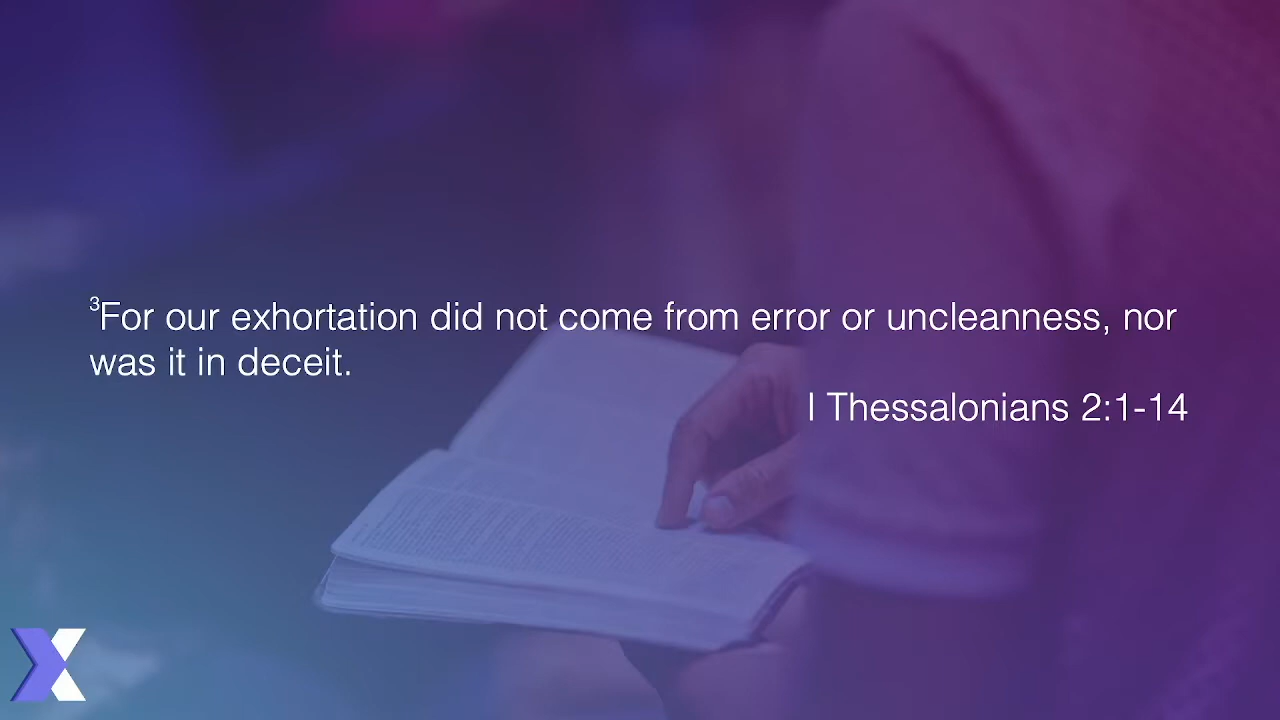 ³For our exhortation did not come from error or uncleanness, nor
was it in deceit.
I Thessalonians 2:1-14